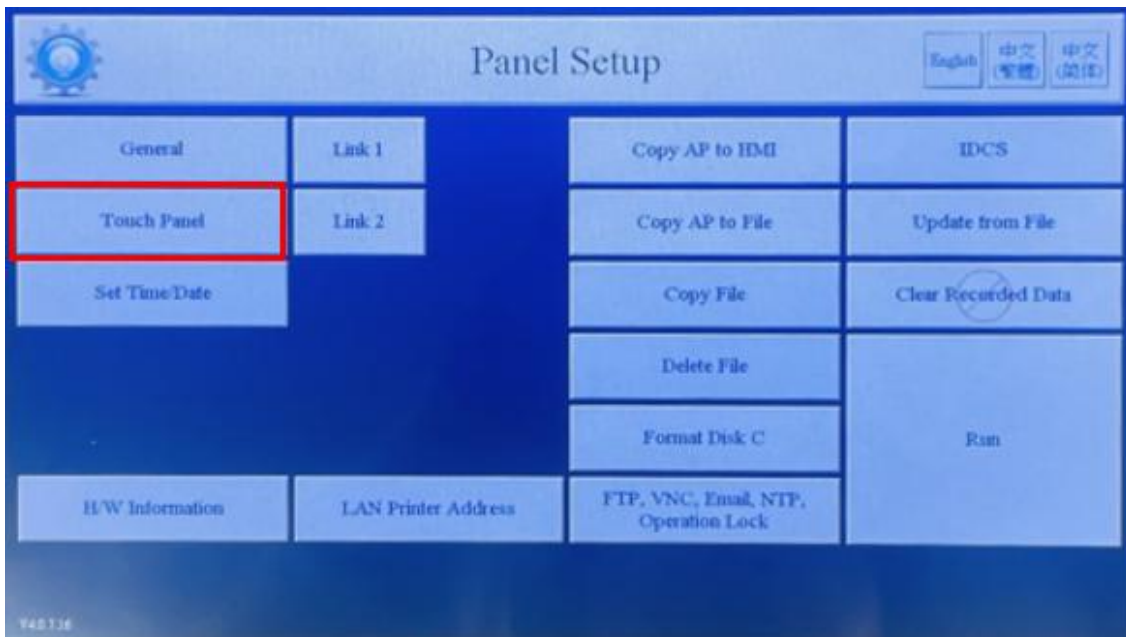 Panel Setup
English
中文
(繁體)
中文
(简体)
General
Link 1
Copy AP to HMI
IDCS
Touch Panel
Link 2
Copy AP to File
Update from File
Set Time/Date
Copy File
Clear Recorded Data
Delete File
Format Disk C
Run
H/W Information
LAN Printer Address
FTP, VNC, Email, NTP,
Operation Lock